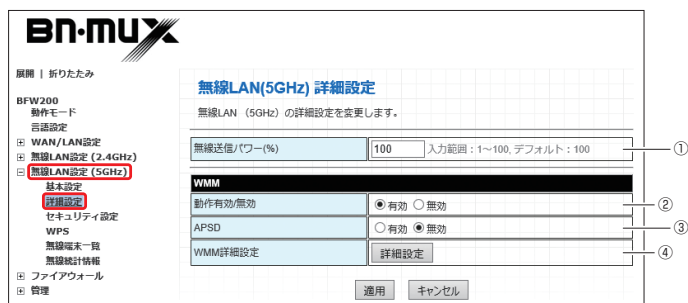 BN-MUX
展開 | 折りたたみ
BFW200
動作モード
言語設定
WAN/LAN設定
無線LAN設定 (2.4GHz)
無線LAN設定 (5GHz)
基本設定
詳細設定
セキュリティ設定
WPS
無線端末一覧
無線統計情報
ファイアウォール
管理
無線LAN(5GHz) 詳細設定
無線LAN （5GHz）の詳細設定を変更します。
無線送信パワー(%) 100 入力範囲：1～100, デフォルト：100 ①
WMM
動作有効/無効 有効 無効 ②
APSD 有効 無効 ③
WMM詳細設定 詳細設定 ④
適用 キャンセル